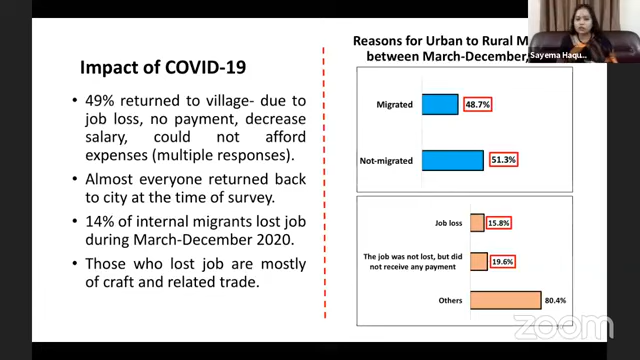 Impact of COVID-19
• 49% returned to village- due to
job loss, no payment, decrease
salary, could not afford
expenses (multiple responses).
• Almost everyone returned back
to city at the time of survey.
• 14% of internal migrants lost job
during March-December 2020.
• Those who lost job are mostly
of craft and related trade.
Reasons for Urban to Rural M
between March-December,
Sayema Haqu...
Migrated
48.7%
Not-migrated
51.3%
Job loss
15.8%
The job was not lost, but did
not receive any payment
19.6%
Others
80.4%
zoom